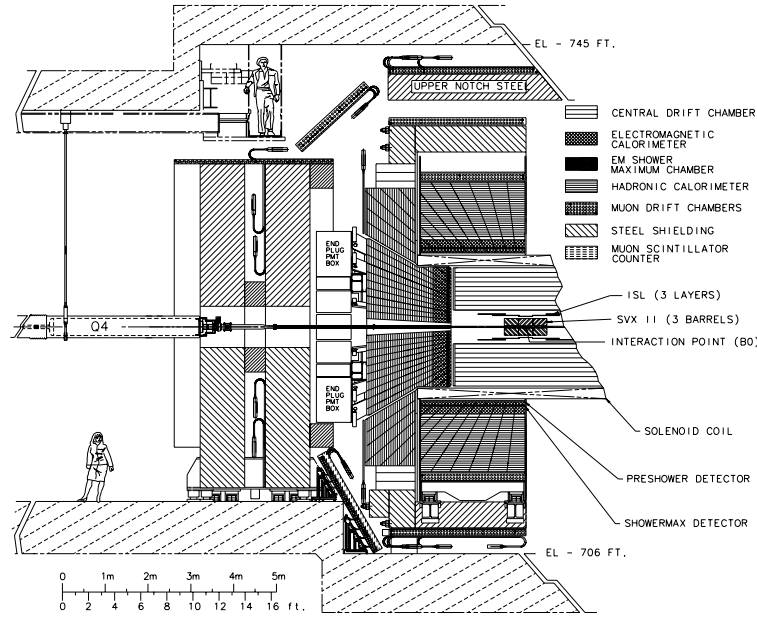 EL - 745 FT.
UPPER NOTCH STEEL
CENTRAL DRIFT CHAMBER
ELECTROMAGNETIC
CALORIMETER
EM SHOWER
MAXIMUM CHAMBER
HADRONIC CALORIMETER
MUON DRIFT CHAMBERS
STEEL SHIELDING
MUON SCINTILLATOR
COUNTER
END
PLUG
PMT
BOX
ISL (3 LAYERS)
SVX II (3 BARRELS)
INTERACTION POINT (B0)
Q4
END
PLUG
PMT
BOX
SOLENOID COIL
PRESHOWER DETECTOR
SHOWERMAX DETECTOR
EL - 706 FT.
0 1m 2m 3m 4m 5m
0 2 4 6 8 10 12 14 16 ft.